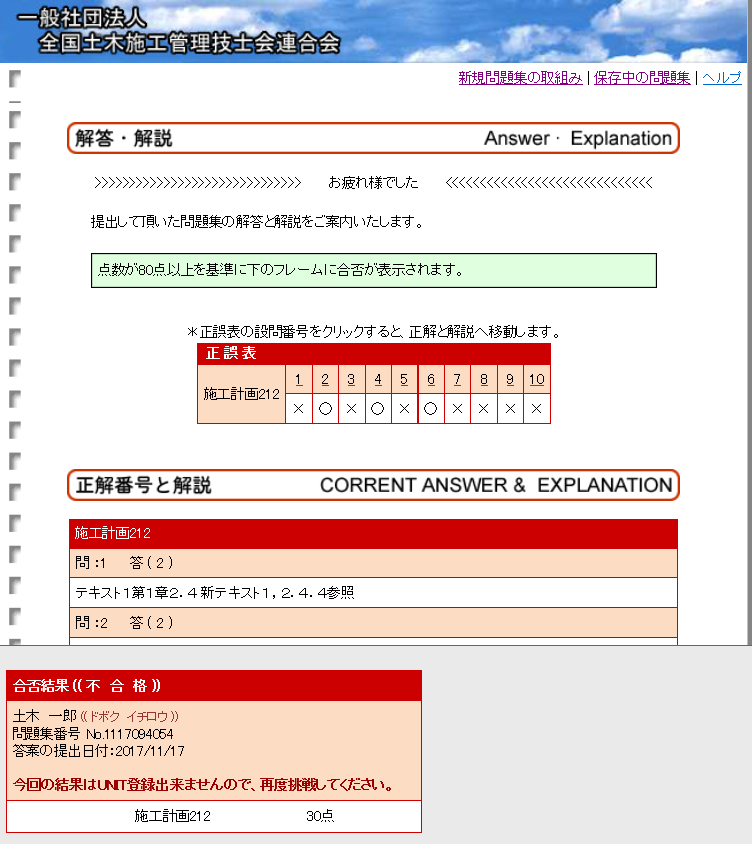 一般社団法人
全国土木施工管理技士会連合会
新規問題集の取組み | 保存中の問題集 | ヘルプ
解答・解説 Answer・ Explanation
>>>>>>>>>>>>>>>>>>>>>>>>>>>> お疲れ様でした <<<<<<<<<<<<<<<<<<<<<<<<<<<<
提出して頂いた問題集の解答と解説をご案内いたします。
点数が80点以上を基準に下のフレームに合否が表示されます。
＊正誤表の設問番号をクリックすると、正解と解説へ移動します。
正 誤 表
施工計画212 1 2 3 4 5 6 7 8 9 10
× ○ × ○ × ○ × × × ×
正解番号と解説 CORRENT ANSWER & EXPLANATION
施工計画212
問：1 答（ 2 ）
テキスト１第１章２．４ 新テキスト１，２．４．４参照
問：2 答（ 2 ）
合否結果 (( 不 合 格 ))
土木 一郎 (( ドボク イチロウ ))
問題集番号 No.1117094054
答案の提出日付：2017/11/17
今回の結果はUNIT登録出来ませんので、再度挑戦してください。
施工計画212 30点